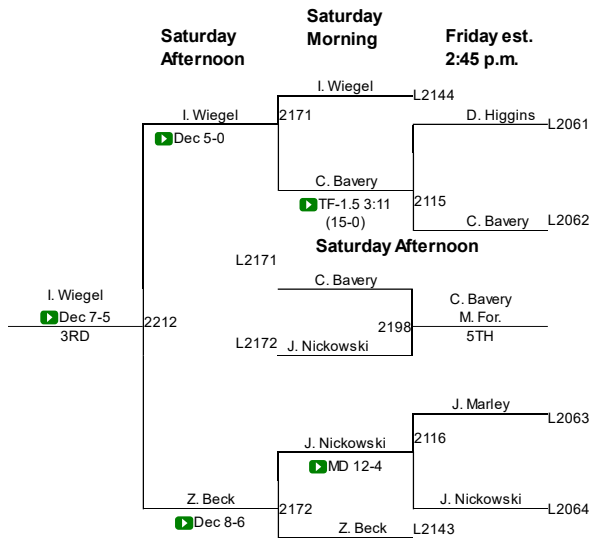 Saturday
Afternoon
Saturday
Morning
Friday est.
2:45 p.m.
I. Wiegel
L2144
I. Wiegel
2171
D. Higgins
L2061
Dec 5-0
C. Bavery
2115
TF-1.5 3:11
(15-0)
C. Bavery
L2062
Saturday Afternoon
L2171
C. Bavery
I. Wiegel
C. Bavery
Dec 7-5
2212
2198
M. For.
3RD
L2172
J. Nickowski
5TH
J. Marley
L2063
J. Nickowski
2116
MD 12-4
Z. Beck
2172
J. Nickowski
L2064
Dec 8-6
Z. Beck
L2143